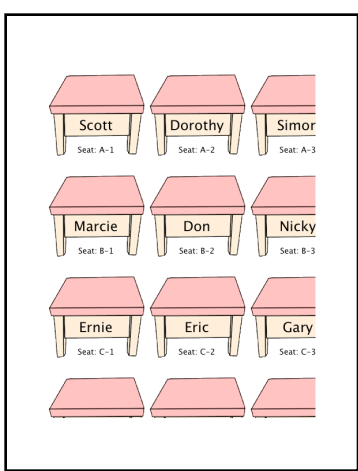 Scott Dorothy
Seat: A-1 Seat: A-2 Seat: A-3
Marcie Don Nicky
Seat: B-1 Seat: B-2 Seat: B-3
Ernie Eric Gary
Seat: C-1 Seat: C-2 Seat: C-3